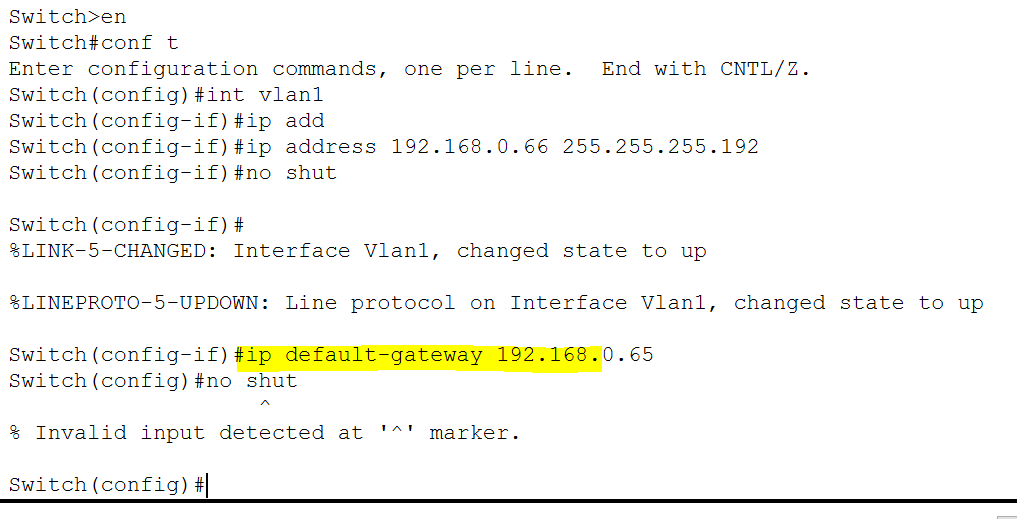 Switch>en
Switch#conf t
Enter configuration commands, one per line.  End with CNTL/Z.
Switch(config)#int vlan1
Switch(config-if)#ip add
Switch(config-if)#ip address 192.168.0.66 255.255.255.192
Switch(config-if)#no shut
Switch(config-if)#
%LINK-5-CHANGED: Interface Vlan1, changed state to up
%LINEPROTO-5-UPDOWN: Line protocol on Interface Vlan1, changed state to up
Switch(config-if)#ip default-gateway 192.168.0.65
Switch(config)#no shut
^
% Invalid input detected at '^' marker.
Switch(config)#